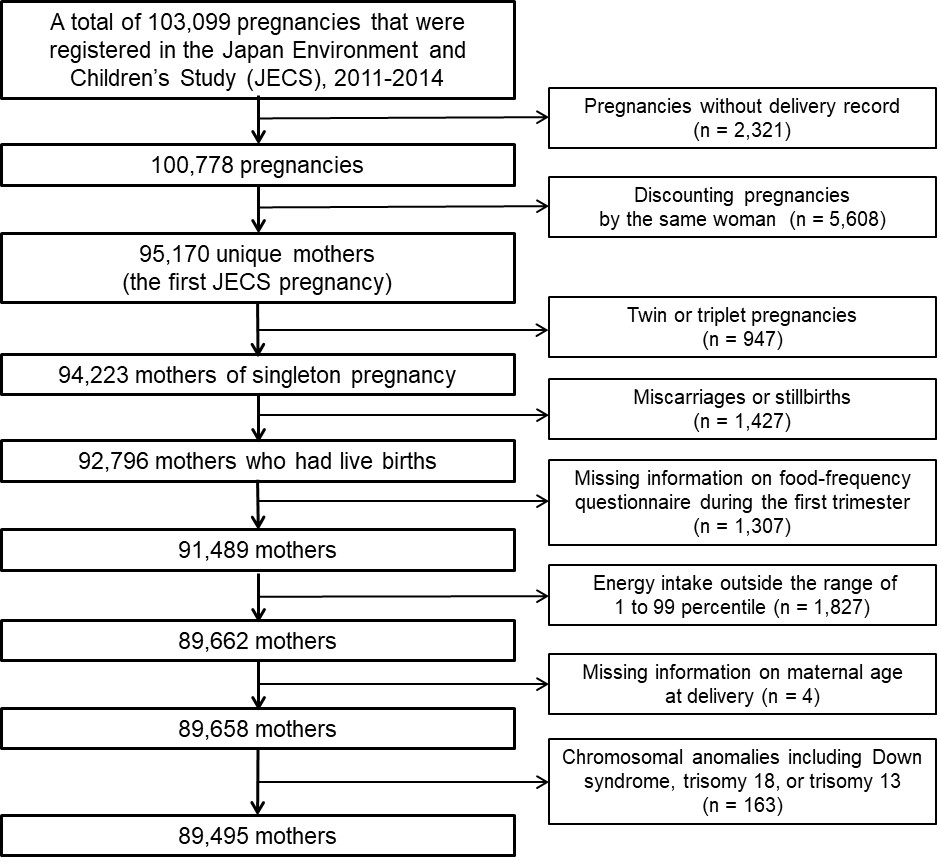 A total of 103,099 pregnancies that were
registered in the Japan Environment and
Children's Study (JECS), 2011-2014
Pregnancies without delivery record
(n = 2,321)
100,778 pregnancies
Discounting pregnancies
by the same woman (n = 5,608)
95,170 unique mothers
(the first JECS pregnancy)
Twin or triplet pregnancies
(n = 947)
94,223 mothers of singleton pregnancy
Miscarriages or stillbirths
(n = 1,427)
92,796 mothers who had live births
Missing information on food-frequency
questionnaire during the first trimester
(n = 1,307)
91,489 mothers
Energy intake outside the range of
1 to 99 percentile (n = 1,827)
89,662 mothers
Missing information on maternal age
at delivery (n = 4)
89,658 mothers
Chromosomal anomalies including Down
syndrome, trisomy 18, or trisomy 13
(n = 163)
89,495 mothers